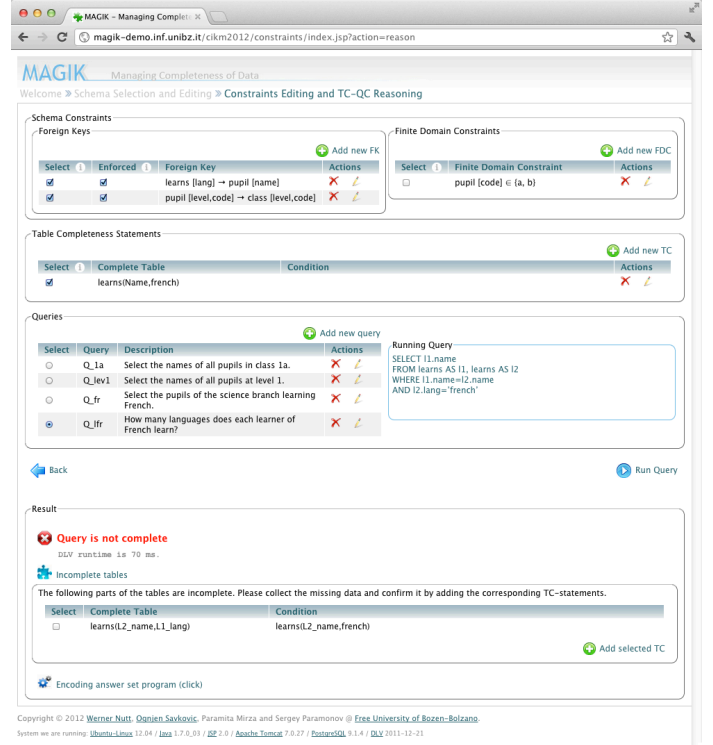 MAGIK – Managing Complet
magik-demo.inf.unibz.it/cikm2012/constraints/index.jsp?action=reason
MAGIK Managing Completeness of Data
Welcome » Schema Selection and Editing » Constraints Editing and TC-QC Reasoning
Schema Constraints
Foreign Keys
Add new FK
Select Enforced Foreign Key Actions
learns [lang] → pupil [name]
pupil [level,code] → class [level,code]
Finite Domain Constraints
Add new FDC
Select Finite Domain Constraint Actions
pupil [code] ∈ {a, b}
Table Completeness Statements
Add new TC
Select Complete Table Condition Actions
learns(Name,french)
Queries
Add new query
Select Query Description Actions
Q_1a Select the names of all pupils in class 1a.
Q_lev1 Select the names of all pupils at level 1.
Q_fr Select the pupils of the science branch learning
French.
Q_lfr How many languages does each learner of
French learn?
Running Query
SELECT l1.name
FROM learns AS l1, learns AS l2
WHERE l1.name=l2.name
AND l2.lang='french'
Back
Run Query
Result
Query is not complete
DLV runtime is 70 ms.
Incomplete tables
The following parts of the tables are incomplete. Please collect the missing data and confirm it by adding the corresponding TC-statements.
Select Complete Table Condition
learns(L2_name,L1_lang) learns(L2_name,french)
Add selected TC
Encoding answer set program (click)
Copyright © 2012 Werner Nutt, Ognjen Savkovic, Paramita Mirza and Sergey Paramonov @ Free University of Bozen-Bolzano.
System we are running: Ubuntu-Linux 12.04 / Java 1.7.0_03 / JSP 2.0 / Apache Tomcat 7.0.27 / PostgreSQL 9.1.4 / DLV 2011-12-21